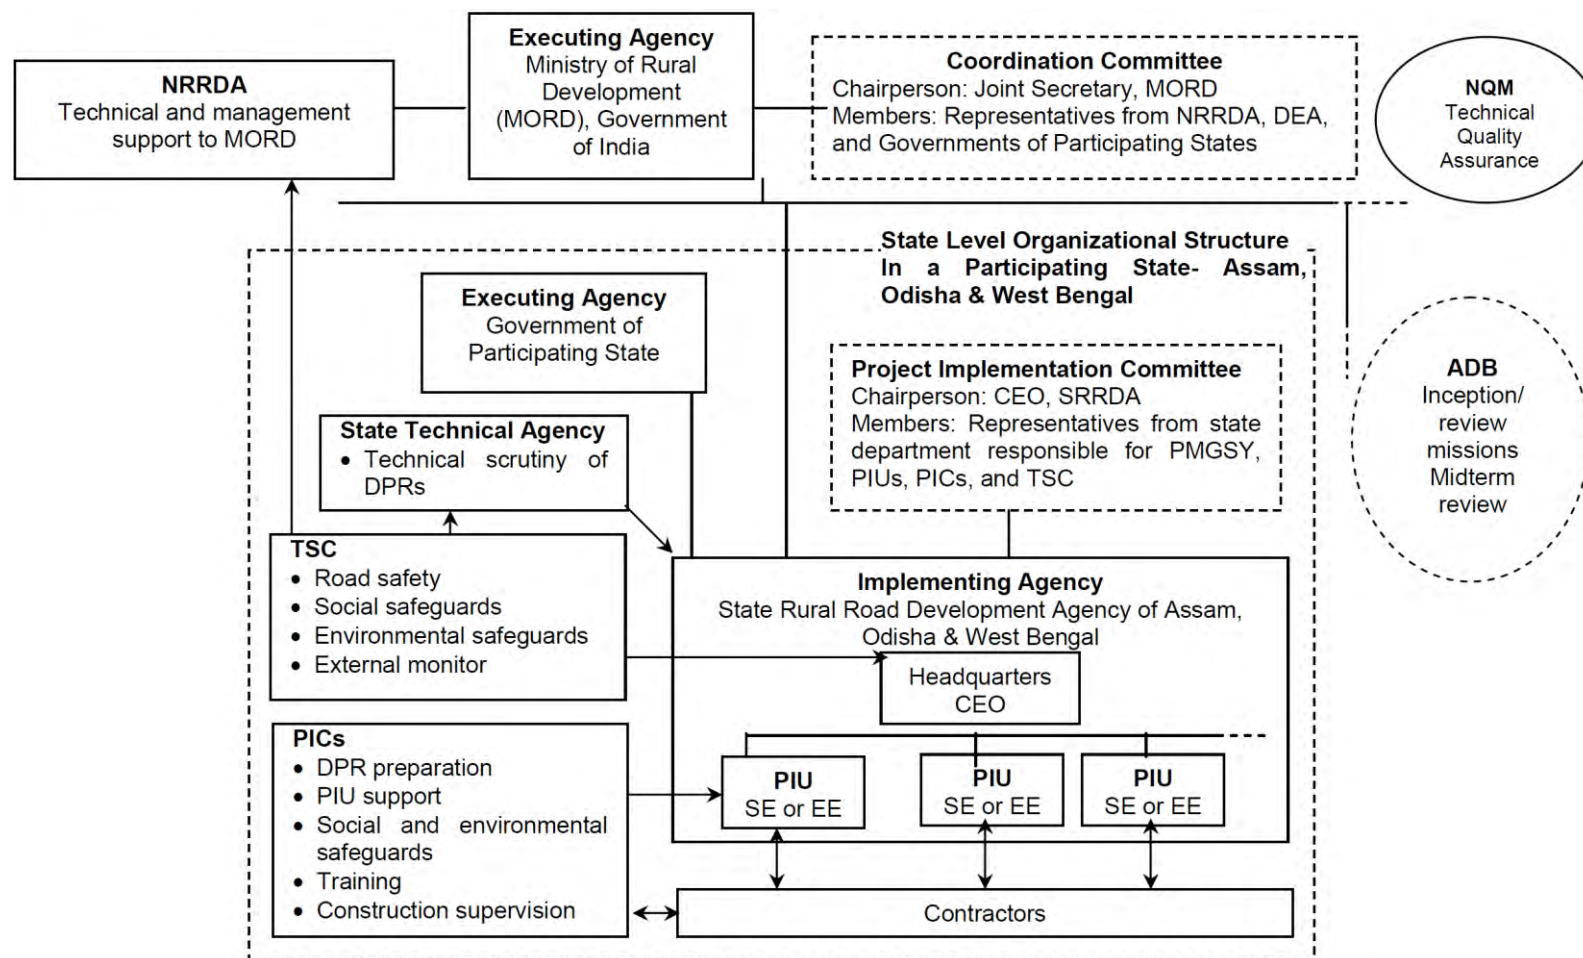 NRRDA
Technical and management
support to MORD
Executing Agency
Ministry of Rural
Development
(MORD), Government
of India
Coordination Committee
Chairperson: Joint Secretary, MORD
Members: Representatives from NRRDA, DEA,
and Governments of Participating States
NQM
Technical
Quality
Assurance
State Level Organizational Structure
In a Participating State- Assam,
Odisha & West Bengal
Executing Agency
Government of
Participating State
Project Implementation Committee
Chairperson: CEO, SRRDA
Members: Representatives from state
department responsible for PMGSY,
PIUs, PICs, and TSC
ADB
Inception/
review
missions
Midterm
review
State Technical Agency
• Technical scrutiny of
DPRs
TSC
• Road safety
• Social safeguards
• Environmental safeguards
• External monitor
Implementing Agency
State Rural Road Development Agency of Assam,
Odisha & West Bengal
Headquarters
CEO
PICs
• DPR preparation
• PIU support
• Social and environmental
safeguards
• Training
• Construction supervision
PIU
SE or EE
PIU
SE or EE
PIU
SE or EE
Contractors